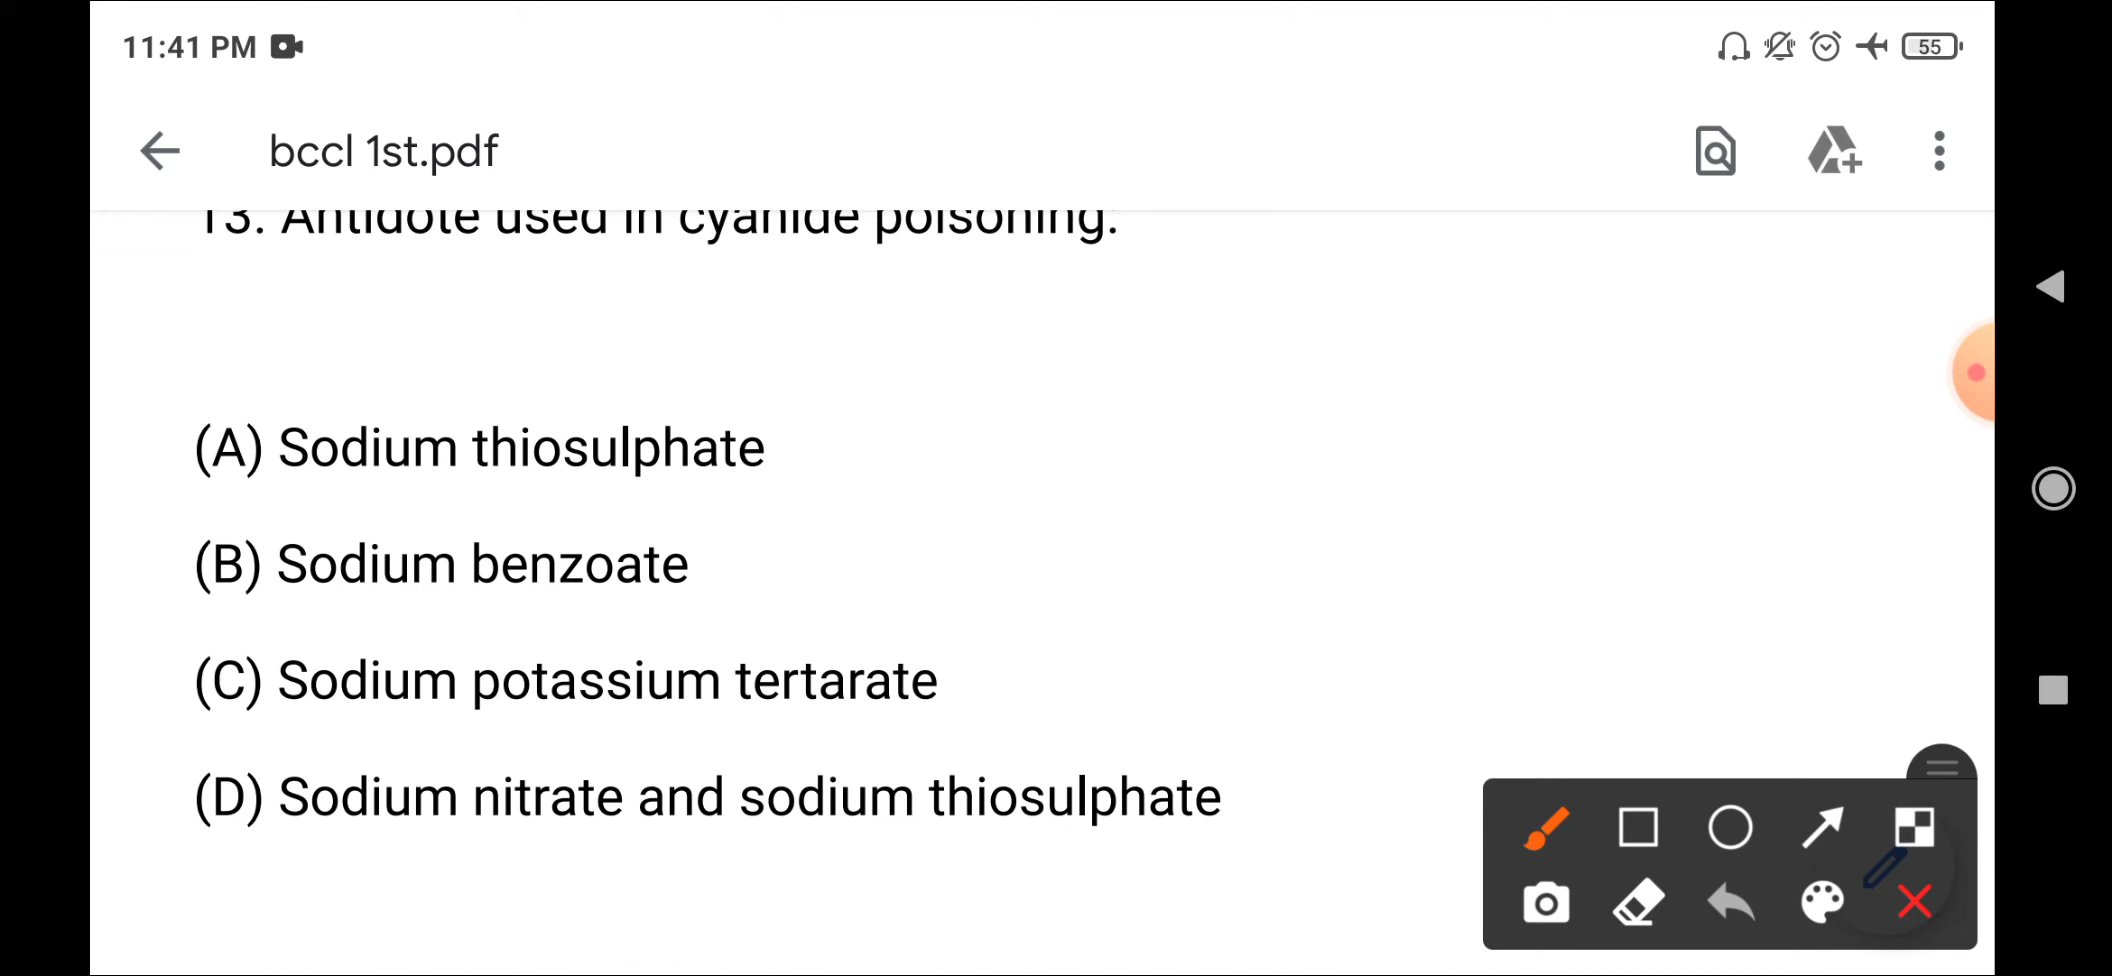 11:41 PM
55
bccl 1st.pdf
13. Antidote used in cyanide poisoning.
(A) Sodium thiosulphate
(B) Sodium benzoate
(C) Sodium potassium tertarate
(D) Sodium nitrate and sodium thiosulphate